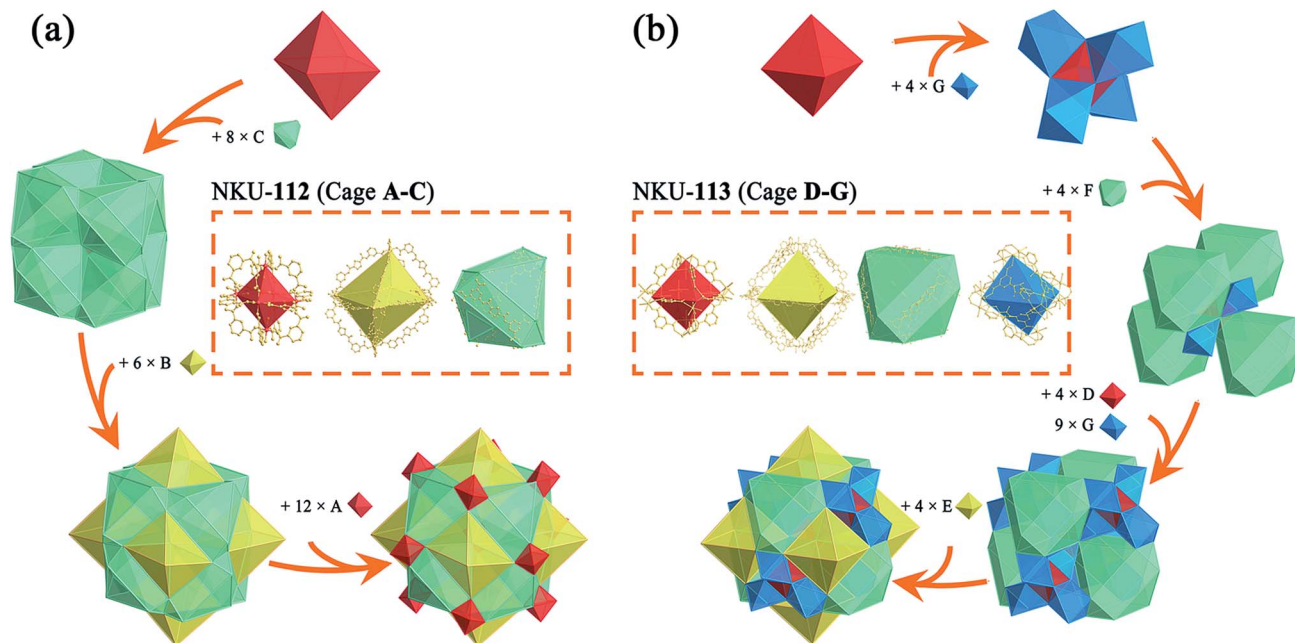 (a)
+ 8 × C
NKU-112 (Cage A-C)
+ 6 × B
+ 12 × A
(b)
+ 4 × G
+ 4 × F
NKU-113 (Cage D-G)
+ 4 × D
9 × G
+ 4 × E